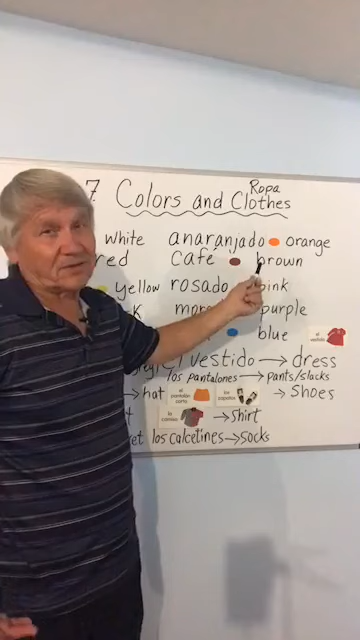 7 Colors and Clothes
Ropa
white anaranjado orange
red cafe brown
yellow rosado pink
purple
blue
el vestido
vestido → dress
los pantalones → pants/slacks
→ hat el pantalón corto los zapatos → shoes
la camisa → shirt
los calcetines → socks